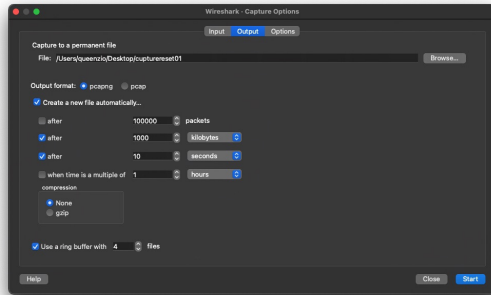 Wireshark - Capture Options
Input Output Options
Capture to a permanent file
File: /Users/queenzio/Desktop/cupturereset01 Browse...
Output format: pcapng pcap
Create a new file automatically...
after 100000 packets
after 1000 kilobytes
after 10 seconds
when time is a multiple of 1 hours
compression
None
gzip
Use a ring buffer with 4 files
Help Close Start